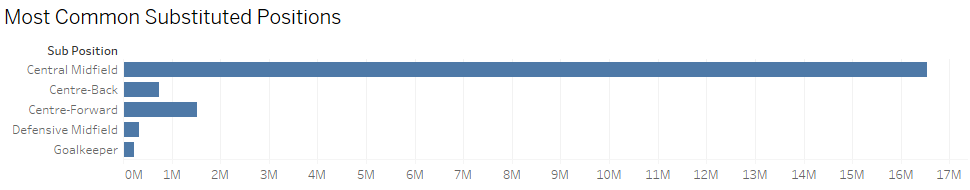 Most Common Substituted Positions
Sub Position
Central Midfield
Centre-Back
Centre-Forward
Defensive Midfield
Goalkeeper
0M 1M 2M 3M 4M 5M 6M 7M 8M 9M 10M 11M 12M 13M 14M 15M 16M 17M